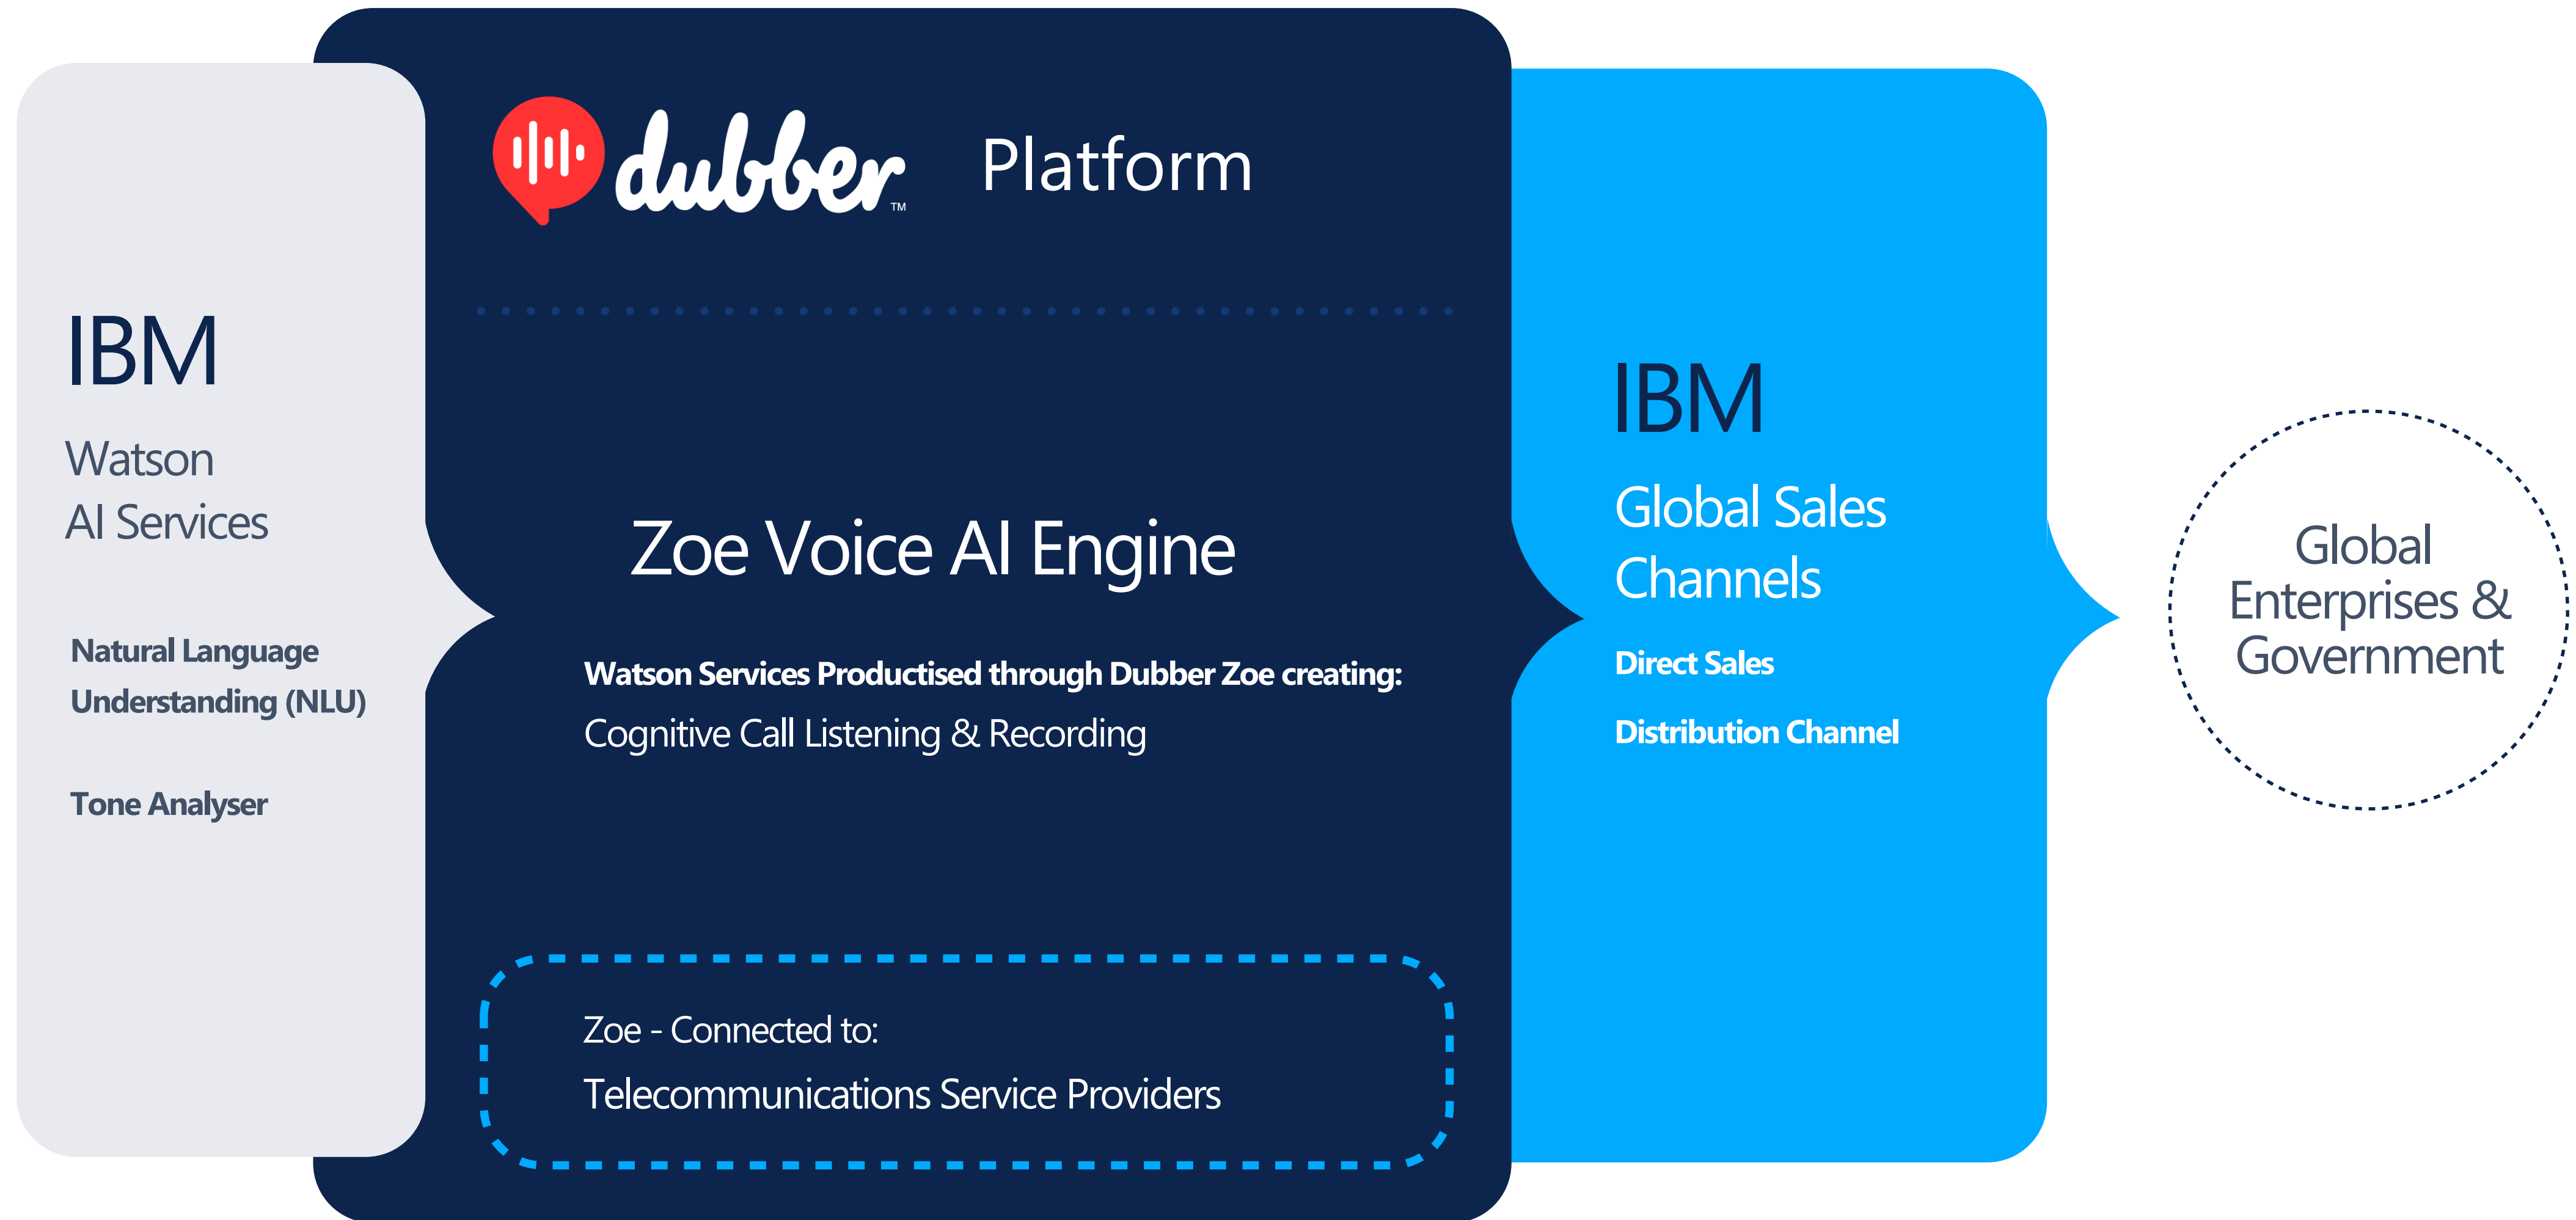 IBM
Watson
AI Services
Natural Language
Understanding (NLU)
Tone Analyser
dubber™ Platform
Zoe Voice AI Engine
Watson Services Productised through Dubber Zoe creating:
Cognitive Call Listening & Recording
Zoe - Connected to:
Telecommunications Service Providers
IBM
Global Sales
Channels
Direct Sales
Distribution Channel
Global
Enterprises &
Government